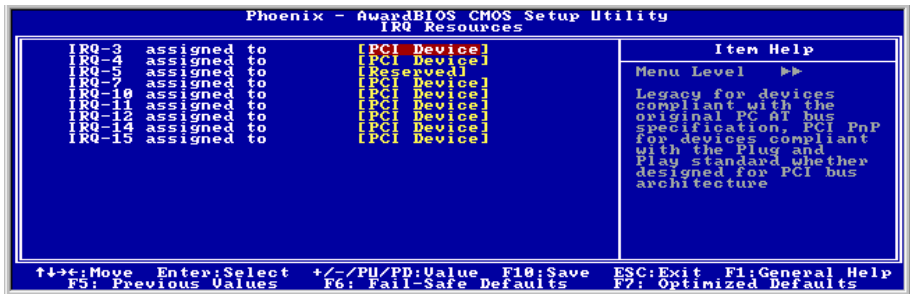 Phoenix - AwardBIOS CMOS Setup Utility
IRQ Resources
IRQ-3 assigned to [PCI Device]
IRQ-4 assigned to [PCI Device]
IRQ-5 assigned to [Reserved]
IRQ-7 assigned to [PCI Device]
IRQ-10 assigned to [PCI Device]
IRQ-11 assigned to [PCI Device]
IRQ-12 assigned to [PCI Device]
IRQ-14 assigned to [PCI Device]
IRQ-15 assigned to [PCI Device]
Item Help
Menu Level ▶▶
Legacy for devices
compliant with the
original PC AT bus
specification, PCI PnP
for devices compliant
with the Plug and
Play standard whether
designed for PCI bus
architecture
↑↓→←:Move Enter:Select +/-/PU/PD:Value F10:Save ESC:Exit F1:General Help
F5: Previous Values F6: Fail-Safe Defaults F7: Optimized Defaults